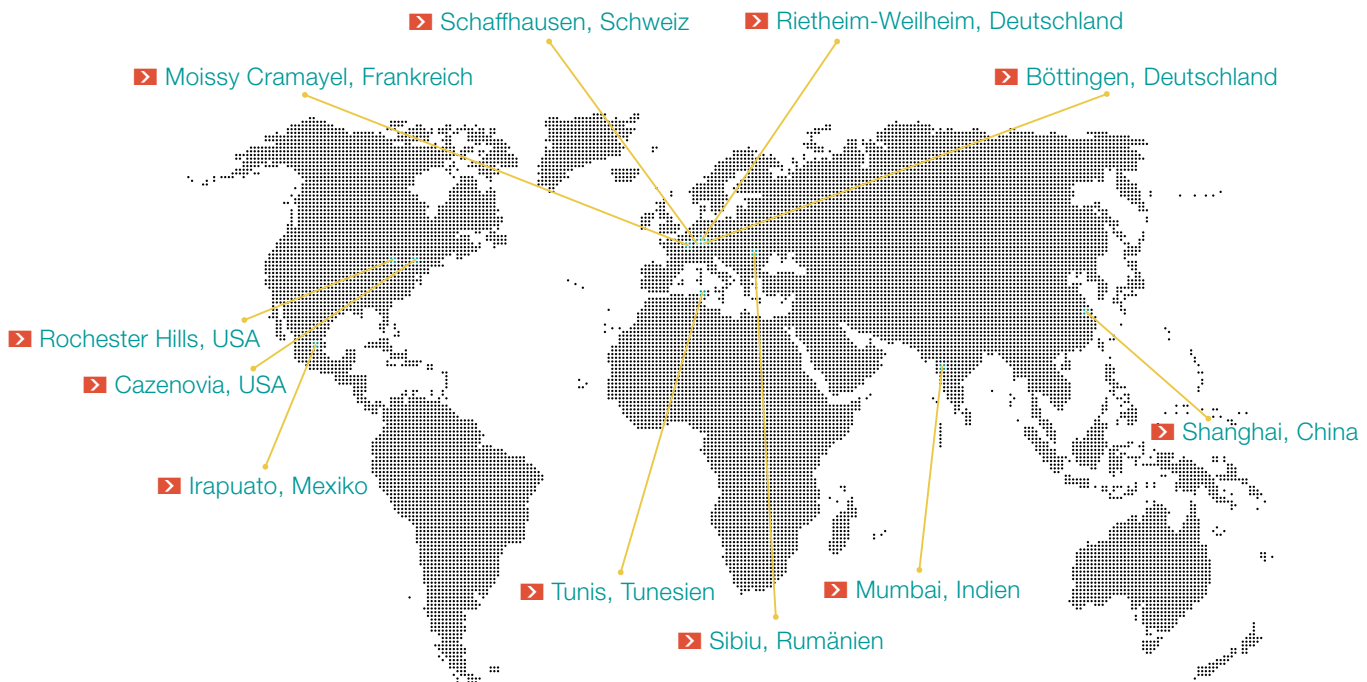 Schaffhausen, Schweiz
Rietheim-Weilheim, Deutschland
Moissy Cramayel, Frankreich
Böttingen, Deutschland
Rochester Hills, USA
Cazenovia, USA
Shanghai, China
Irapuato, Mexiko
Tunis, Tunesien
Mumbai, Indien
Sibiu, Rumänien